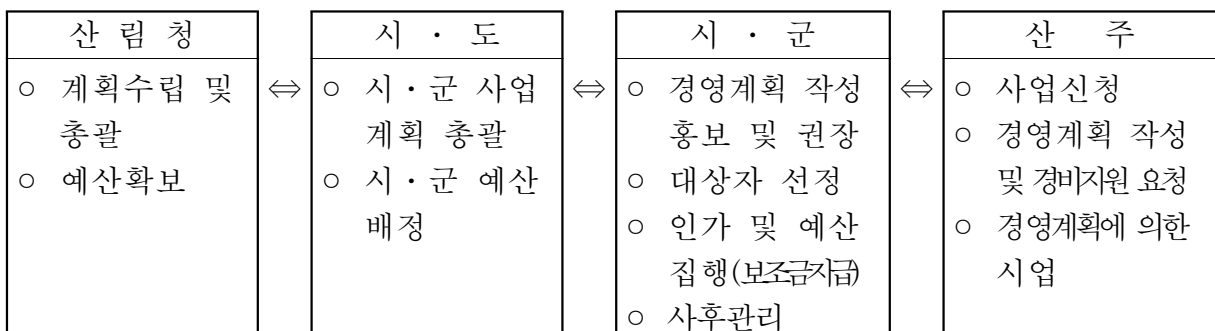 산 림 청
○ 계획수립 및
총괄
○ 예산확보
⇔
시 · 도
○ 시·군 사업
계획 총괄
○ 시·군 예산
배정
⇔
시 · 군
○ 경영계획 작성
홍보 및 권장
○ 대상자 선정
○ 인가 및 예산
집행(보조금지급)
○ 사후관리
⇔
산 주
○ 사업신청
○ 경영계획 작성
및 경비지원 요청
○ 경영계획에 의한
시업